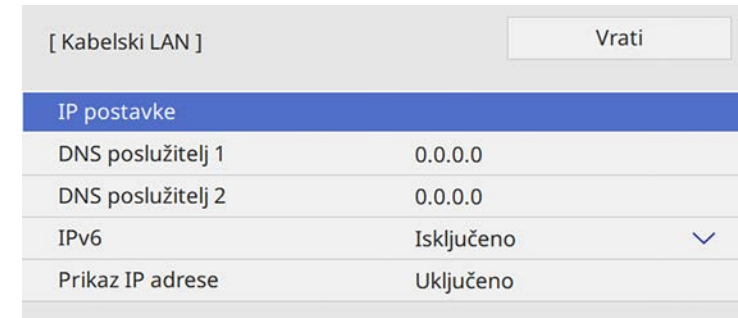 [ Kabelski LAN ] Vrati
IP postavke
DNS poslužitelj 1 0.0.0.0
DNS poslužitelj 2 0.0.0.0
IPv6 Isključeno
Prikaz IP adrese Uključeno